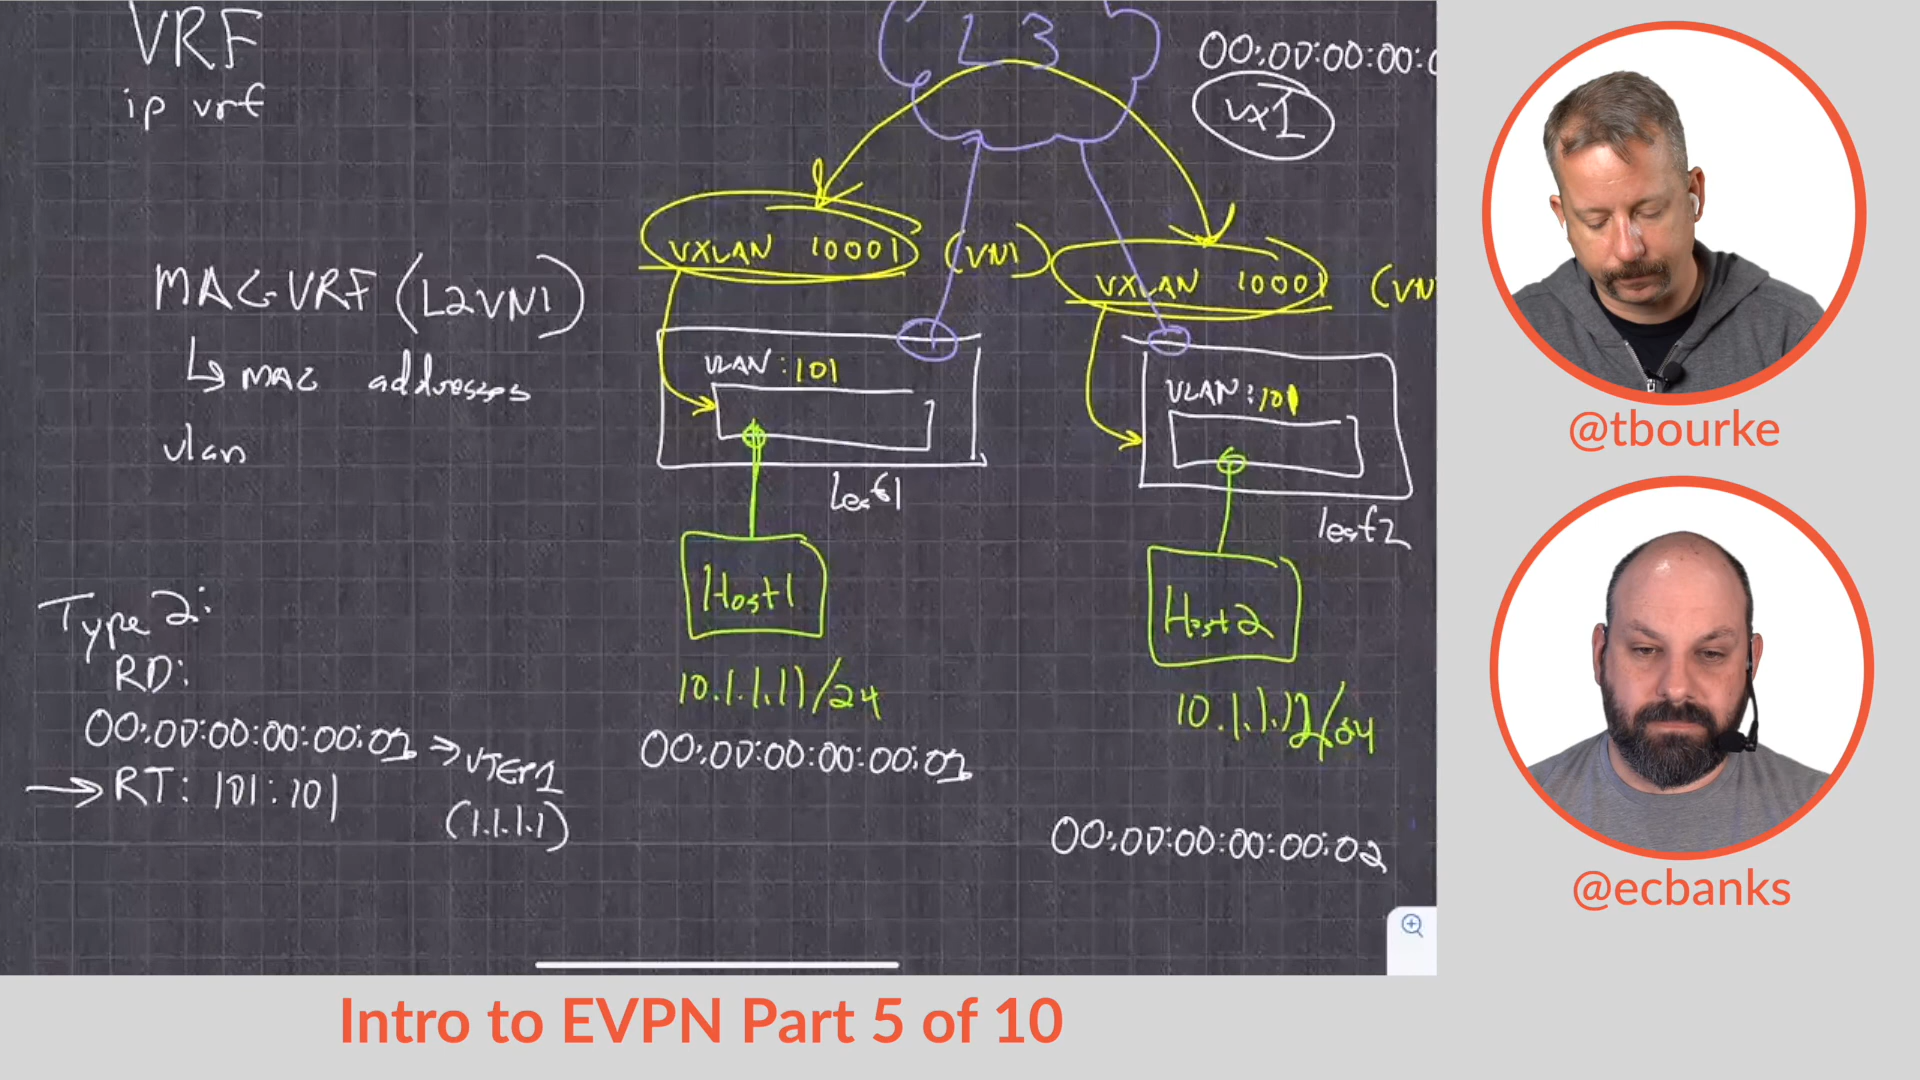 VRF
ip vrf
L3
00:00:00:00:0
vx1
VXLAN 10001 (VNI)
VXLAN 10001 (VN
MAC-VRF (L2VNI)
↳ MAC addresses
vlan
VLAN: 101
leaf1
VLAN: 101
leaf2
Host1
10.1.1.11/24
00:00:00:00:00:01
Host2
10.1.1.12/24
00:00:00:00:00:02
Type 2:
RD:
00:00:00:00:00:01 → VTEP1
(1.1.1.1)
→ RT: 101:101
@tbourke
@ecbanks
Intro to EVPN Part 5 of 10